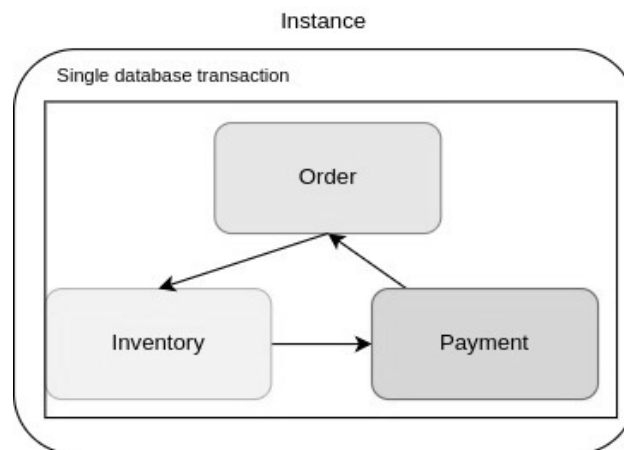 Instance
Single database transaction
Order
Inventory
Payment